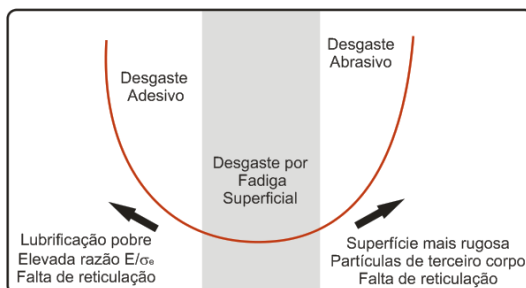 Desgaste
Adesivo
Desgaste
Abrasivo
Desgaste por
Fadiga
Superficial
Lubrificação pobre
Elevada razão E/σe
Falta de reticulação
Superfície mais rugosa
Partículas de terceiro corpo
Falta de reticulação